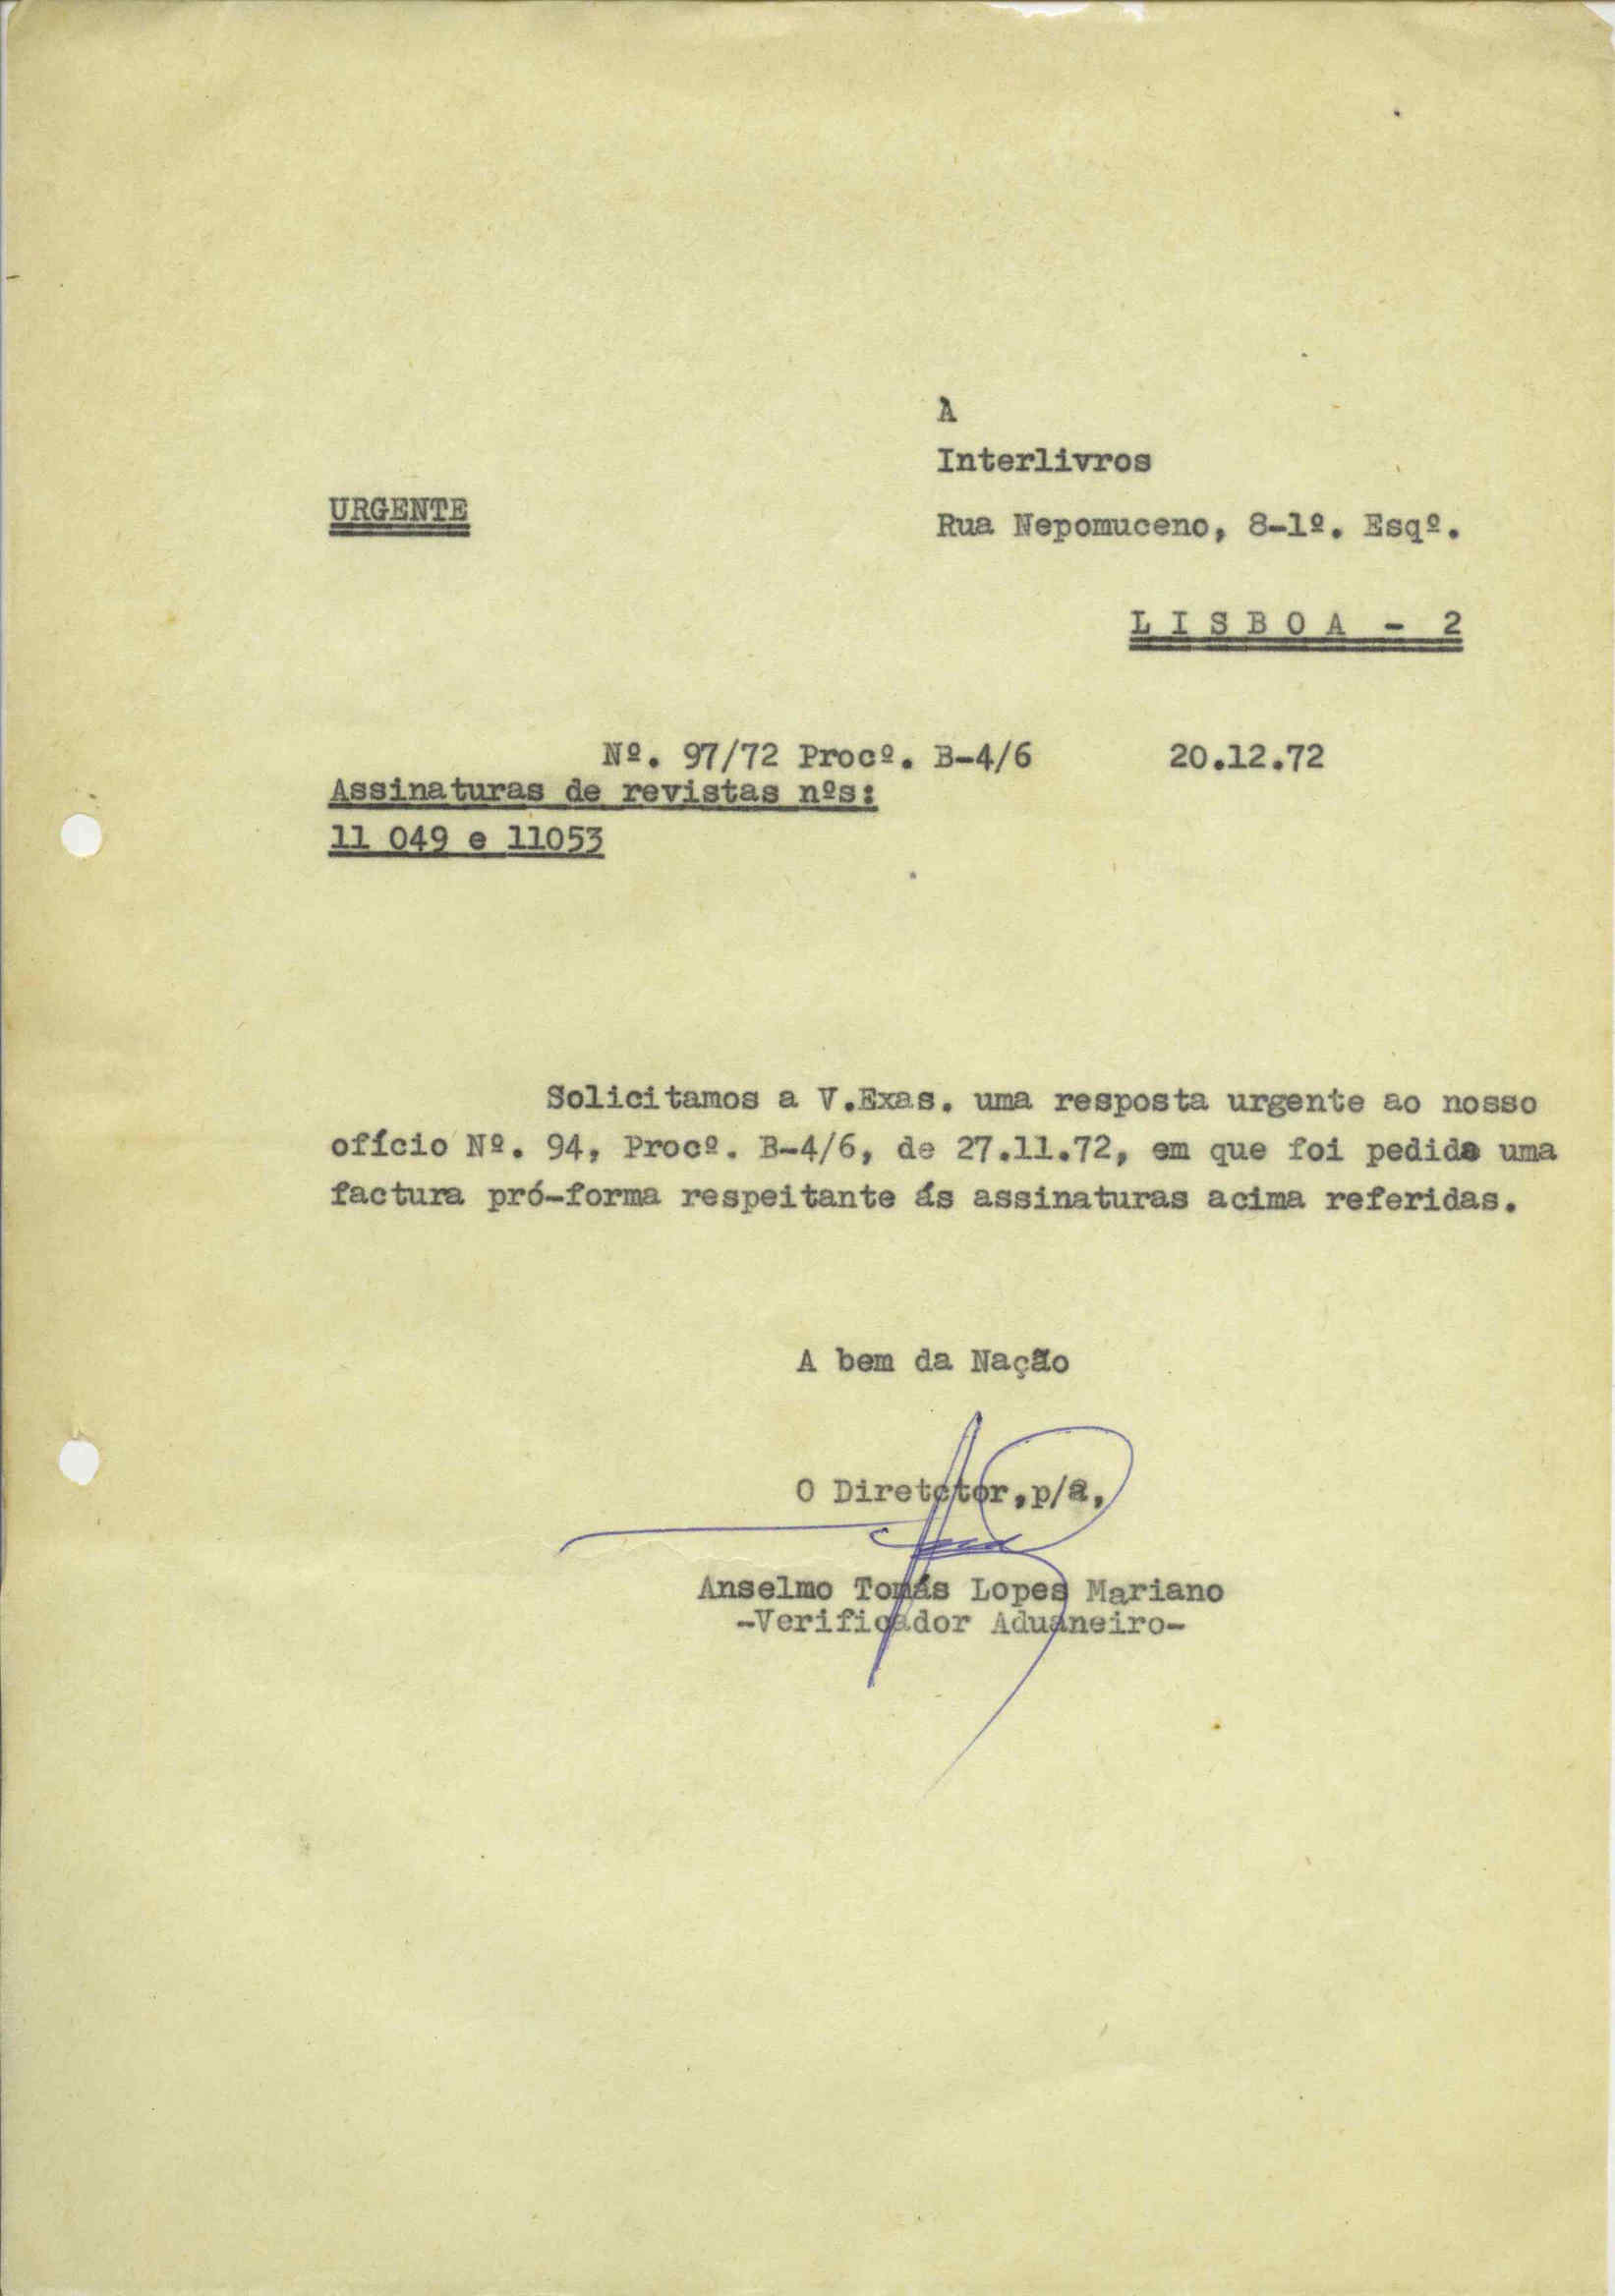 À
Interlivros
URGENTE
Rua Nepomuceno, 8-1º. Esqº.
L I S B O A - 2
Nº. 97/72 Procº. B-4/6 20.12.72
Assinaturas de revistas nºs:
11 049 e 11053
Solicitamos a V.Exas. uma resposta urgente ao nosso
ofício Nº. 94, Procº. B-4/6, de 27.11.72, em que foi pedida uma
factura pró-forma respeitante ás assinaturas acima referidas.
A bem da Nação
O Diretctor,p/a,
Anselmo Tomás Lopes Mariano
-Verificador Aduaneiro-